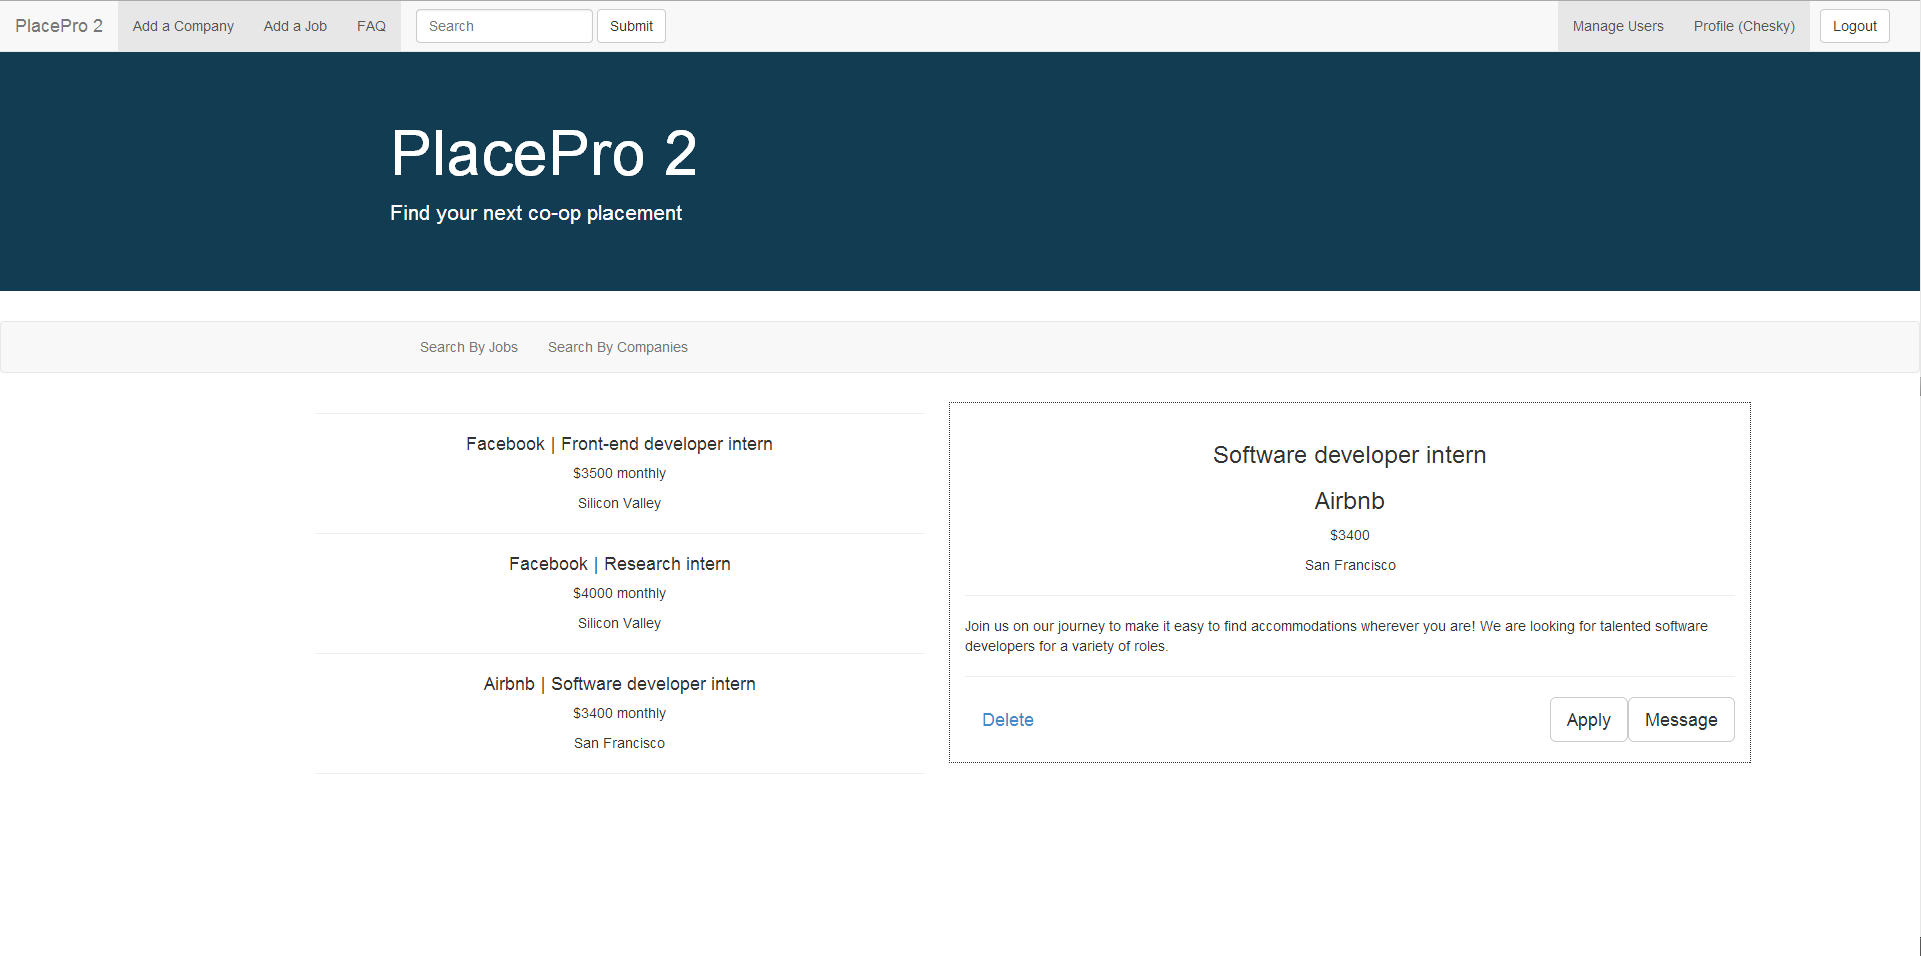 PlacePro 2 Add a Company Add a Job FAQ Search Submit Manage Users Profile (Chesky) Logout
PlacePro 2
Find your next co-op placement
Search By Jobs Search By Companies
Facebook | Front-end developer intern
$3500 monthly
Silicon Valley
Facebook | Research intern
$4000 monthly
Silicon Valley
Airbnb | Software developer intern
$3400 monthly
San Francisco
Software developer intern
Airbnb
$3400
San Francisco
Join us on our journey to make it easy to find accommodations wherever you are! We are looking for talented software
developers for a variety of roles.
Delete Apply Message